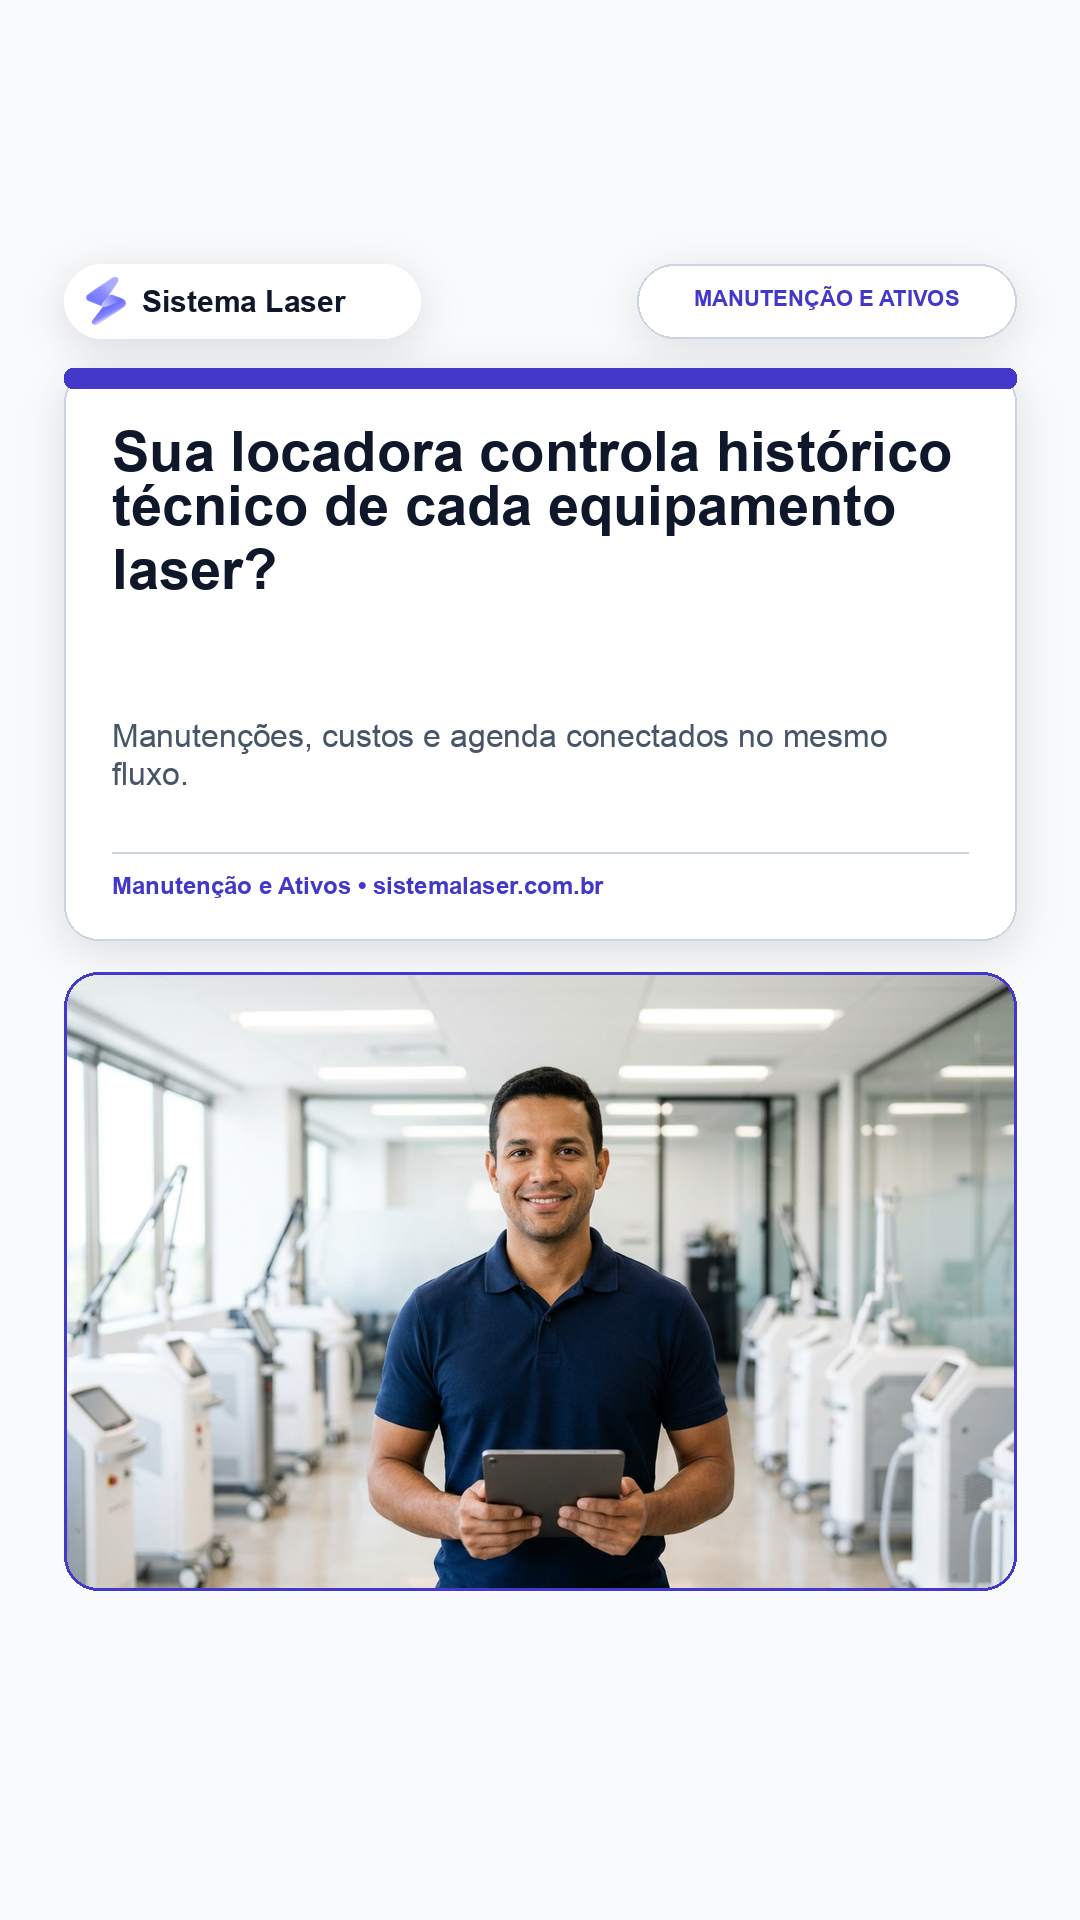 Sistema Laser
MANUTENÇÃO E ATIVOS
Sua locadora controla histórico
técnico de cada equipamento
laser?
Manutenções, custos e agenda conectados no mesmo
fluxo.
Manutenção e Ativos • sistemalaser.com.br